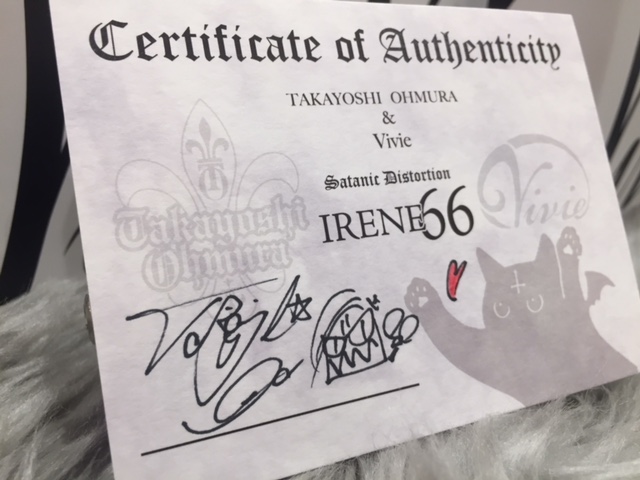 Certificate of Authenticity
TAKAYOSHI OHMURA
&
Vivie
Satanic Distortion
IRENE66
Takayoshi
Ohmura
Vivie